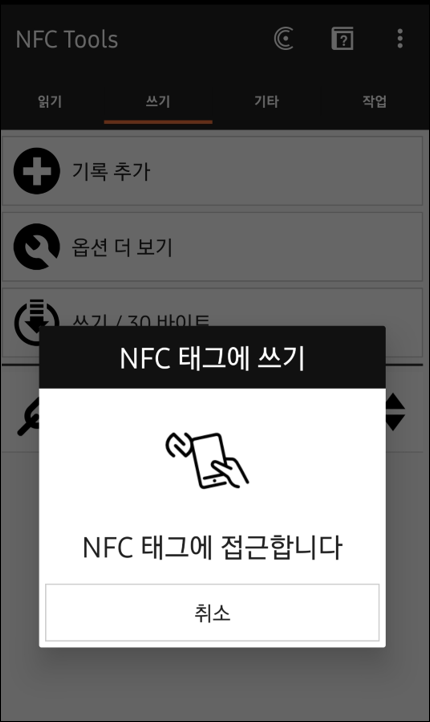 NFC Tools
읽기
쓰기
기타
작업
기록 추가
옵션 더 보기
쓰기 / 30 바이트
NFC 태그에 쓰기
NFC 태그에 접근합니다
취소